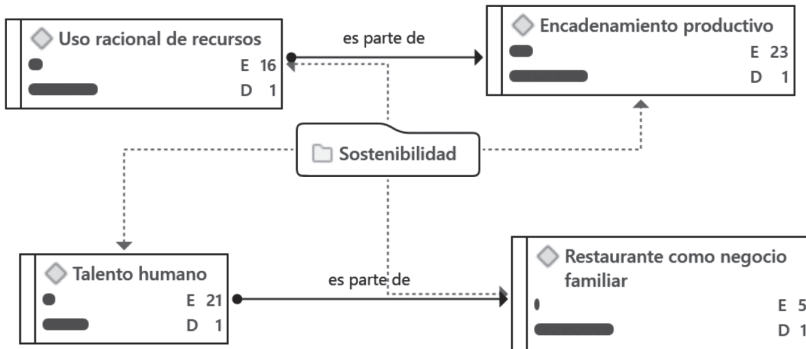 Uso racional de recursos
E 16
D 1
es parte de
Encadenamiento productivo
E 23
D 1
Sostenibilidad
Talento humano
E 21
D 1
es parte de
Restaurante como negocio
familiar
E 5
D 1